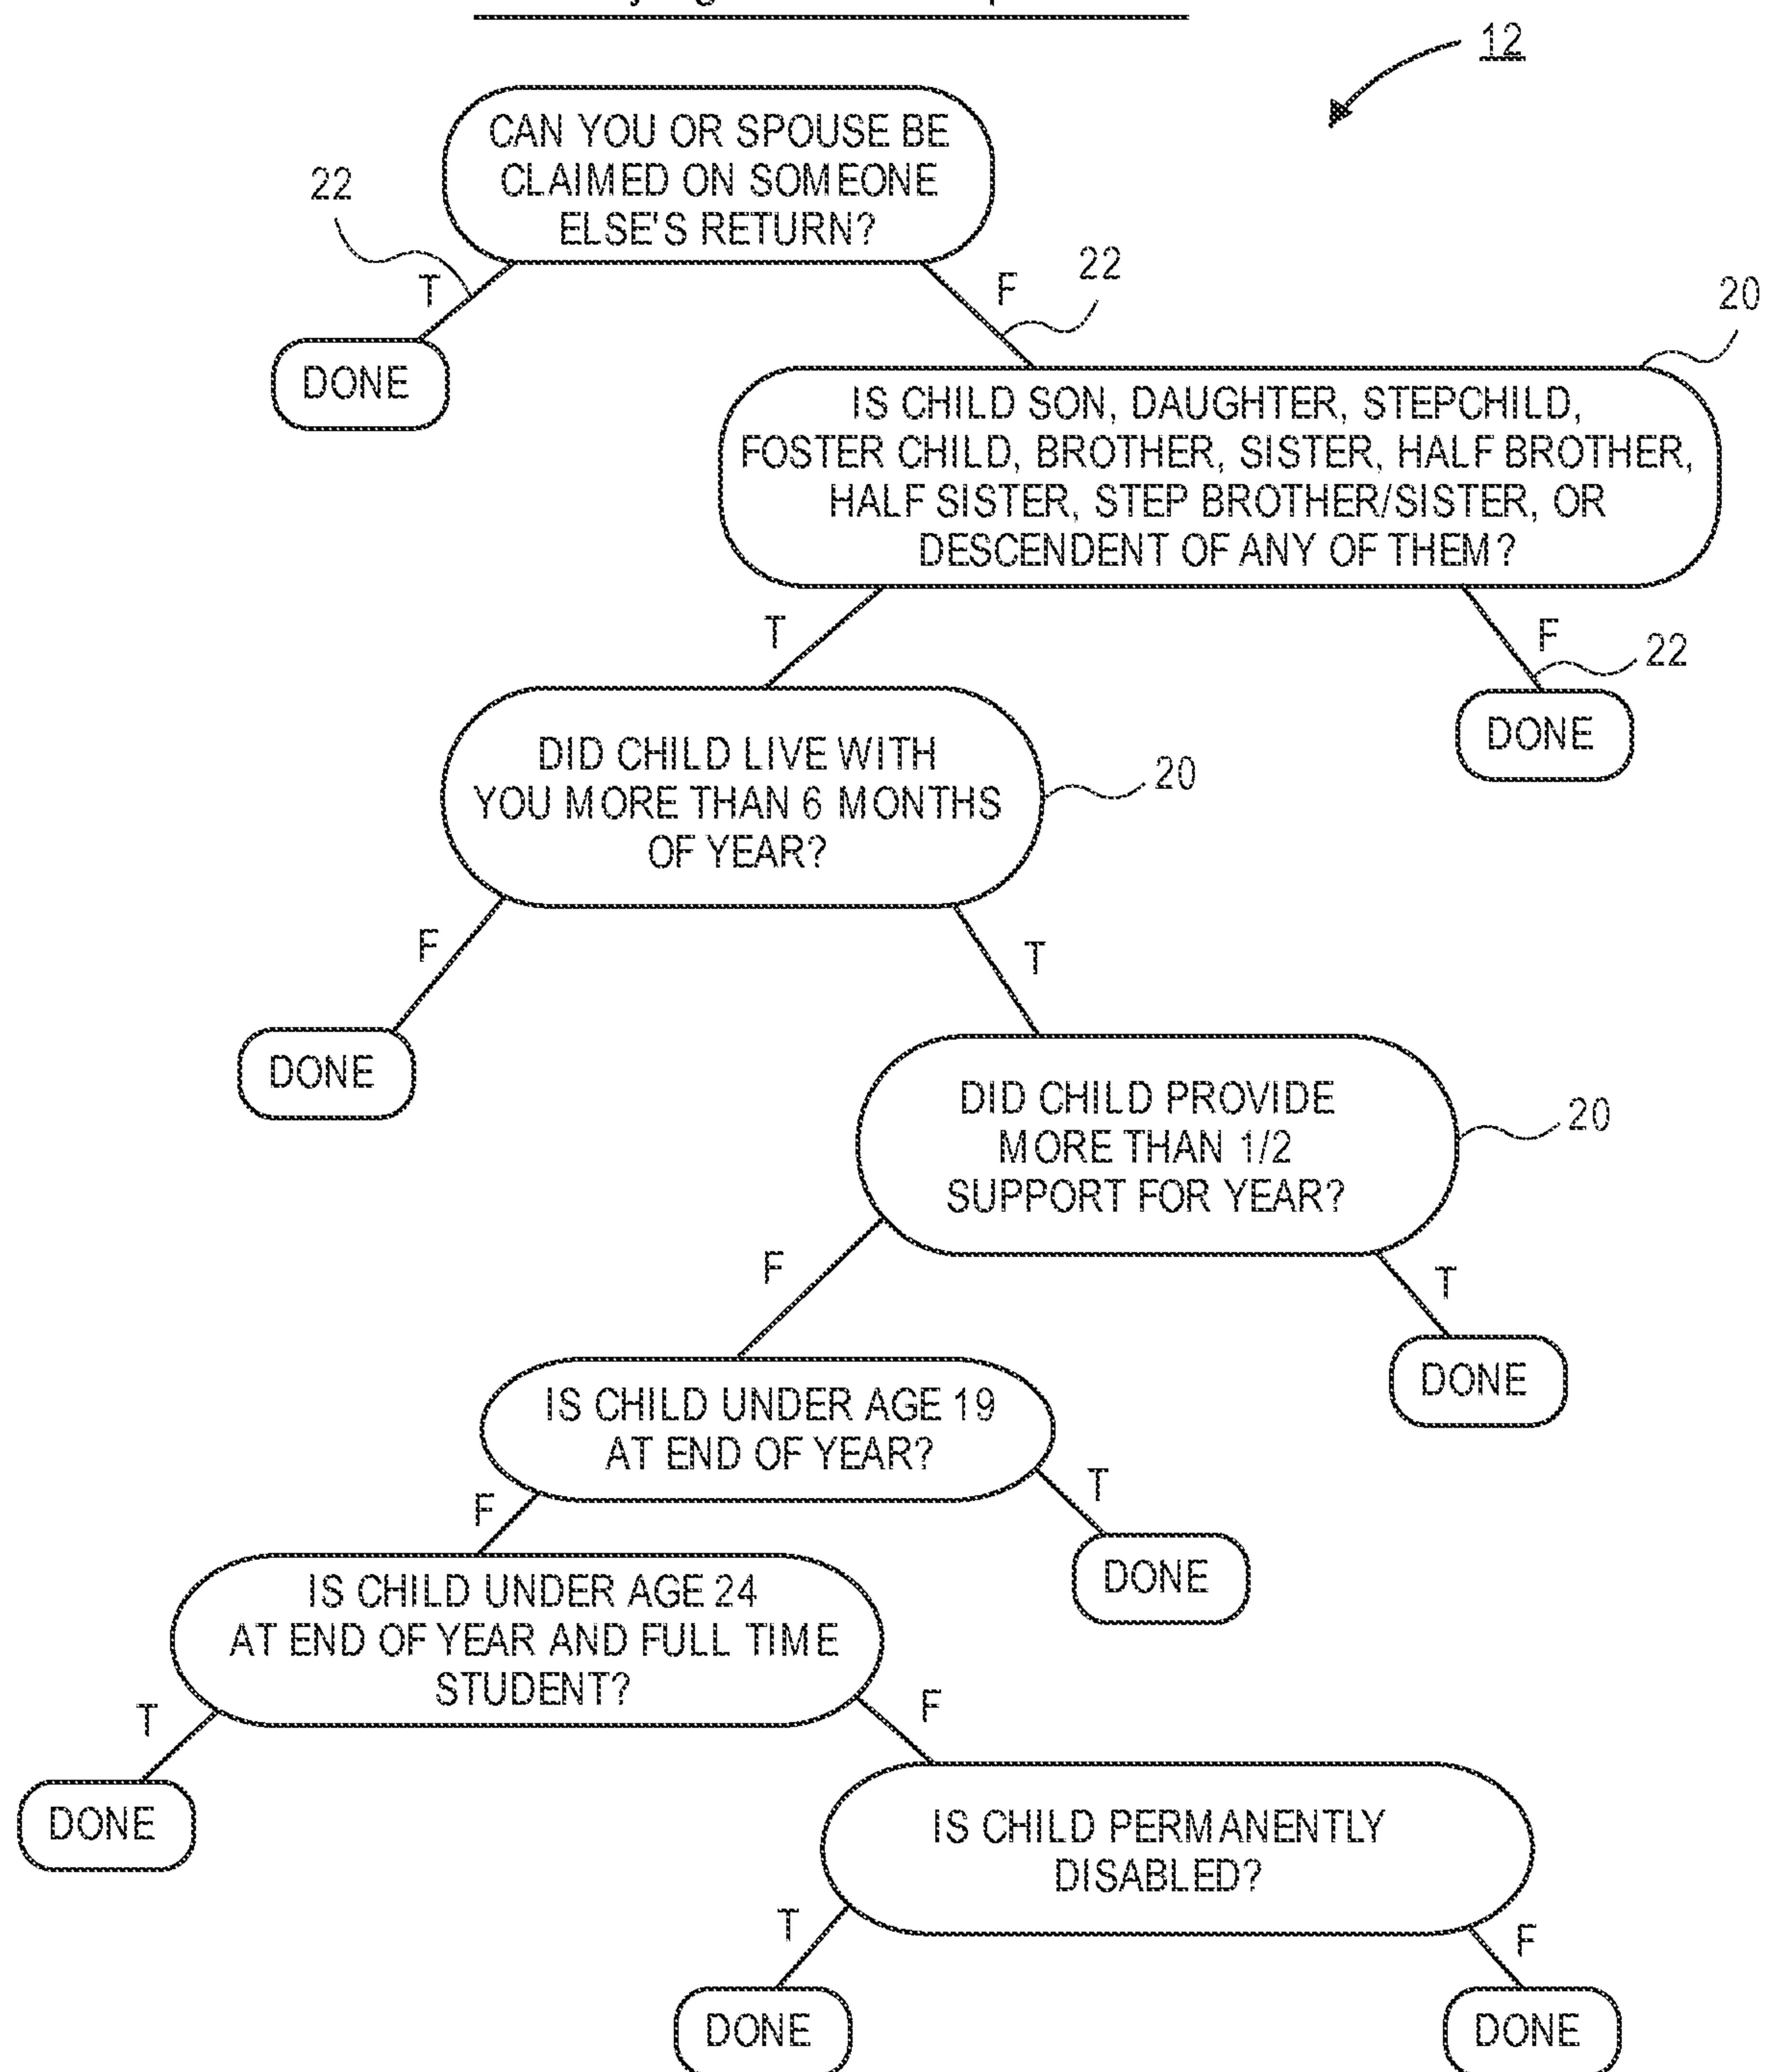 12
CAN YOU OR SPOUSE BE
CLAIMED ON SOMEONE
ELSE'S RETURN?
22
T
F
22
20
DONE
IS CHILD SON, DAUGHTER, STEPCHILD,
FOSTER CHILD, BROTHER, SISTER, HALF BROTHER,
HALF SISTER, STEP BROTHER/SISTER, OR
DESCENDENT OF ANY OF THEM?
T
F
22
DONE
DID CHILD LIVE WITH
YOU MORE THAN 6 MONTHS
OF YEAR?
20
F
T
DONE
DID CHILD PROVIDE
MORE THAN 1/2
SUPPORT FOR YEAR?
20
F
T
DONE
IS CHILD UNDER AGE 19
AT END OF YEAR?
F
T
DONE
IS CHILD UNDER AGE 24
AT END OF YEAR AND FULL TIME
STUDENT?
T
F
DONE
IS CHILD PERMANENTLY
DISABLED?
T
F
DONE
DONE